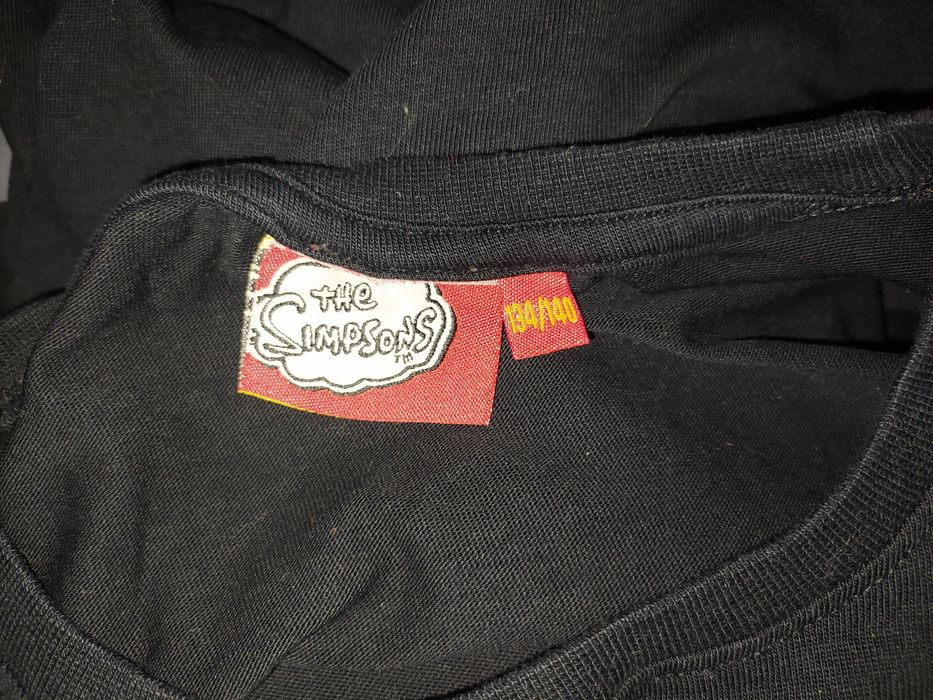 The
Simpsons
TM
134/140